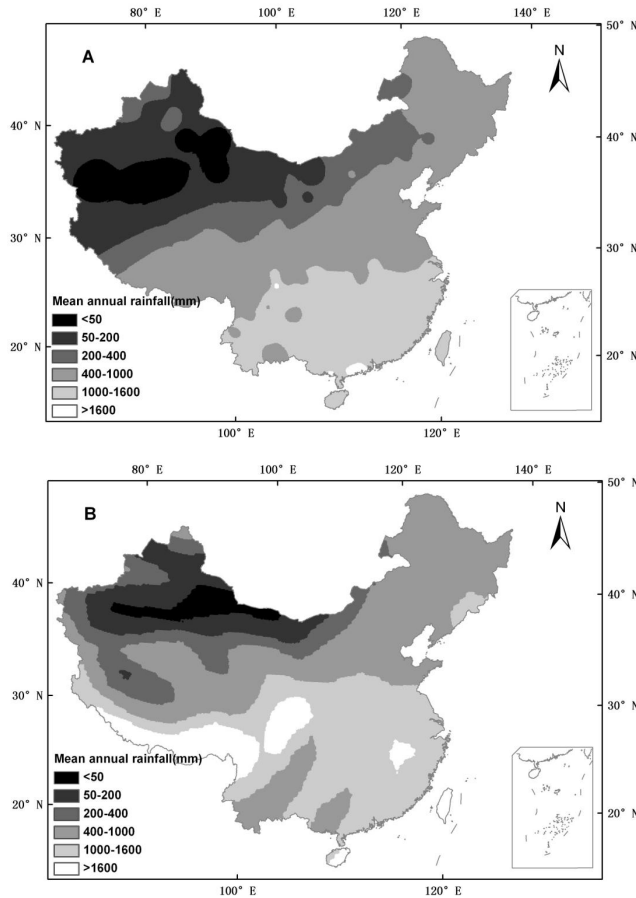 80° E 100° E 120° E 140° E
50° N
A
N
40° N 40° N
30° N 30° N
Mean annual rainfall(mm)
<50
50-200
200-400
20° N 20° N
400-1000
1000-1600
>1600
100° E 120° E
80° E 100° E 120° E 140° E
50° N
B
N
40° N 40° N
30° N 30° N
Mean annual rainfall(mm)
<50
50-200
20° N 20° N
200-400
400-1000
1000-1600
>1600
100° E 120° E